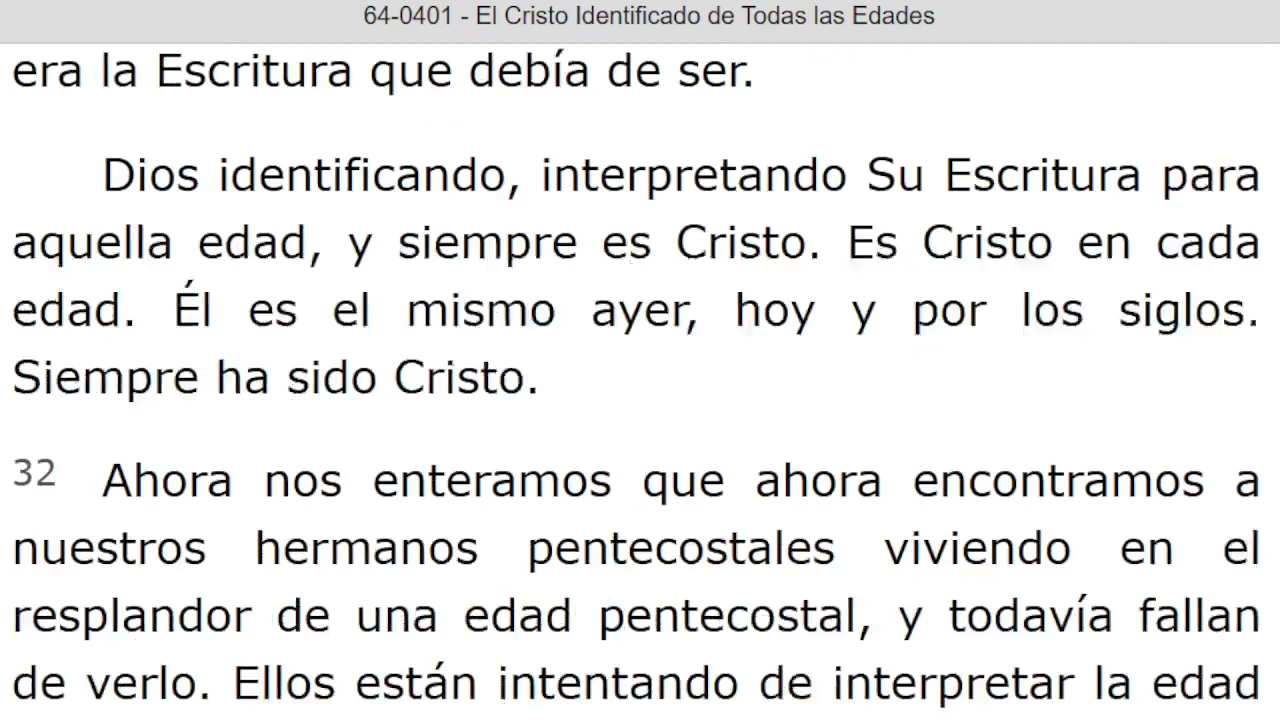 64-0401 - El Cristo Identificado de Todas las Edades
era la Escritura que debía de ser.
Dios identificando, interpretando Su Escritura para
aquella edad, y siempre es Cristo. Es Cristo en cada
edad. Él es el mismo ayer, hoy y por los siglos.
Siempre ha sido Cristo.
32 Ahora nos enteramos que ahora encontramos a
nuestros hermanos pentecostales viviendo en el
resplandor de una edad pentecostal, y todavía fallan
de verlo. Ellos están intentando de interpretar la edad